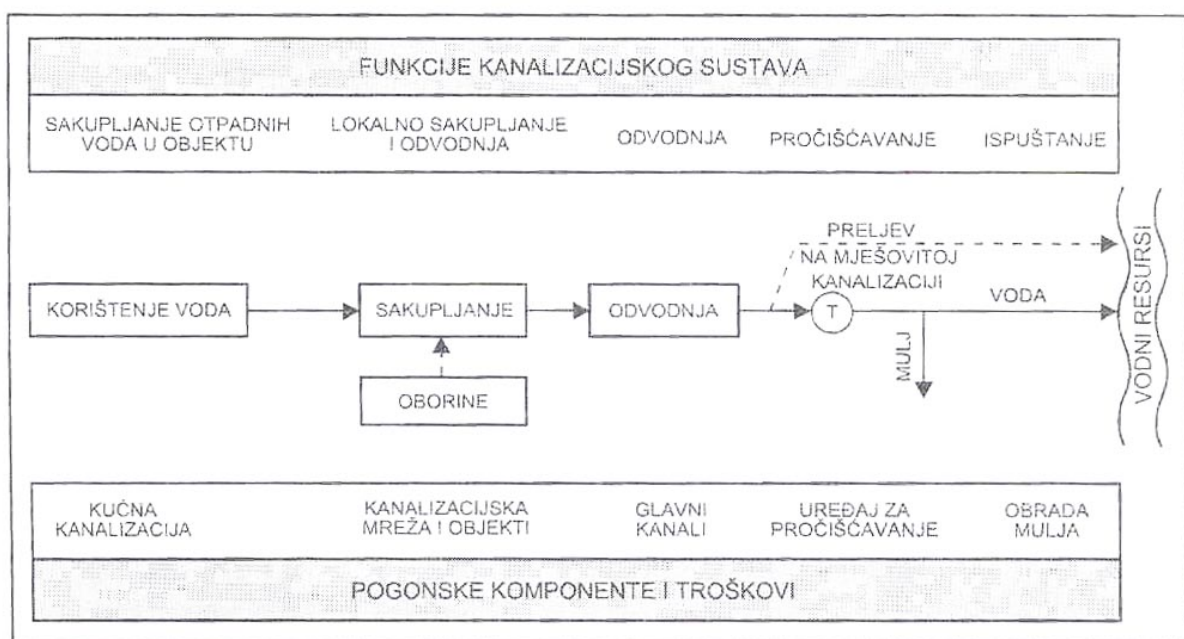 FUNKCIJE KANALIZACIJSKOG SUSTAVA
SAKUPLJANJE OTPADNIH
VODA U OBJEKTU
LOKALNO SAKUPLJANJE
I ODVODNJA
ODVODNJA
PROČIŠĆAVANJE
ISPUŠTANJE
PRELJEV
NA MJEŠOVITOJ
KANALIZACIJI
KORIŠTENJE VODA
SAKUPLJANJE
ODVODNJA
T
VODA
MULJ
VODNI RESURSI
OBORINE
KUĆNA
KANALIZACIJA
KANALIZACIJSKA
MREŽA I OBJEKTI
GLAVNI
KANALI
UREĐAJ ZA
PROČIŠĆAVANJE
OBRADA
MULJA
POGONSKE KOMPONENTE I TROŠKOVI